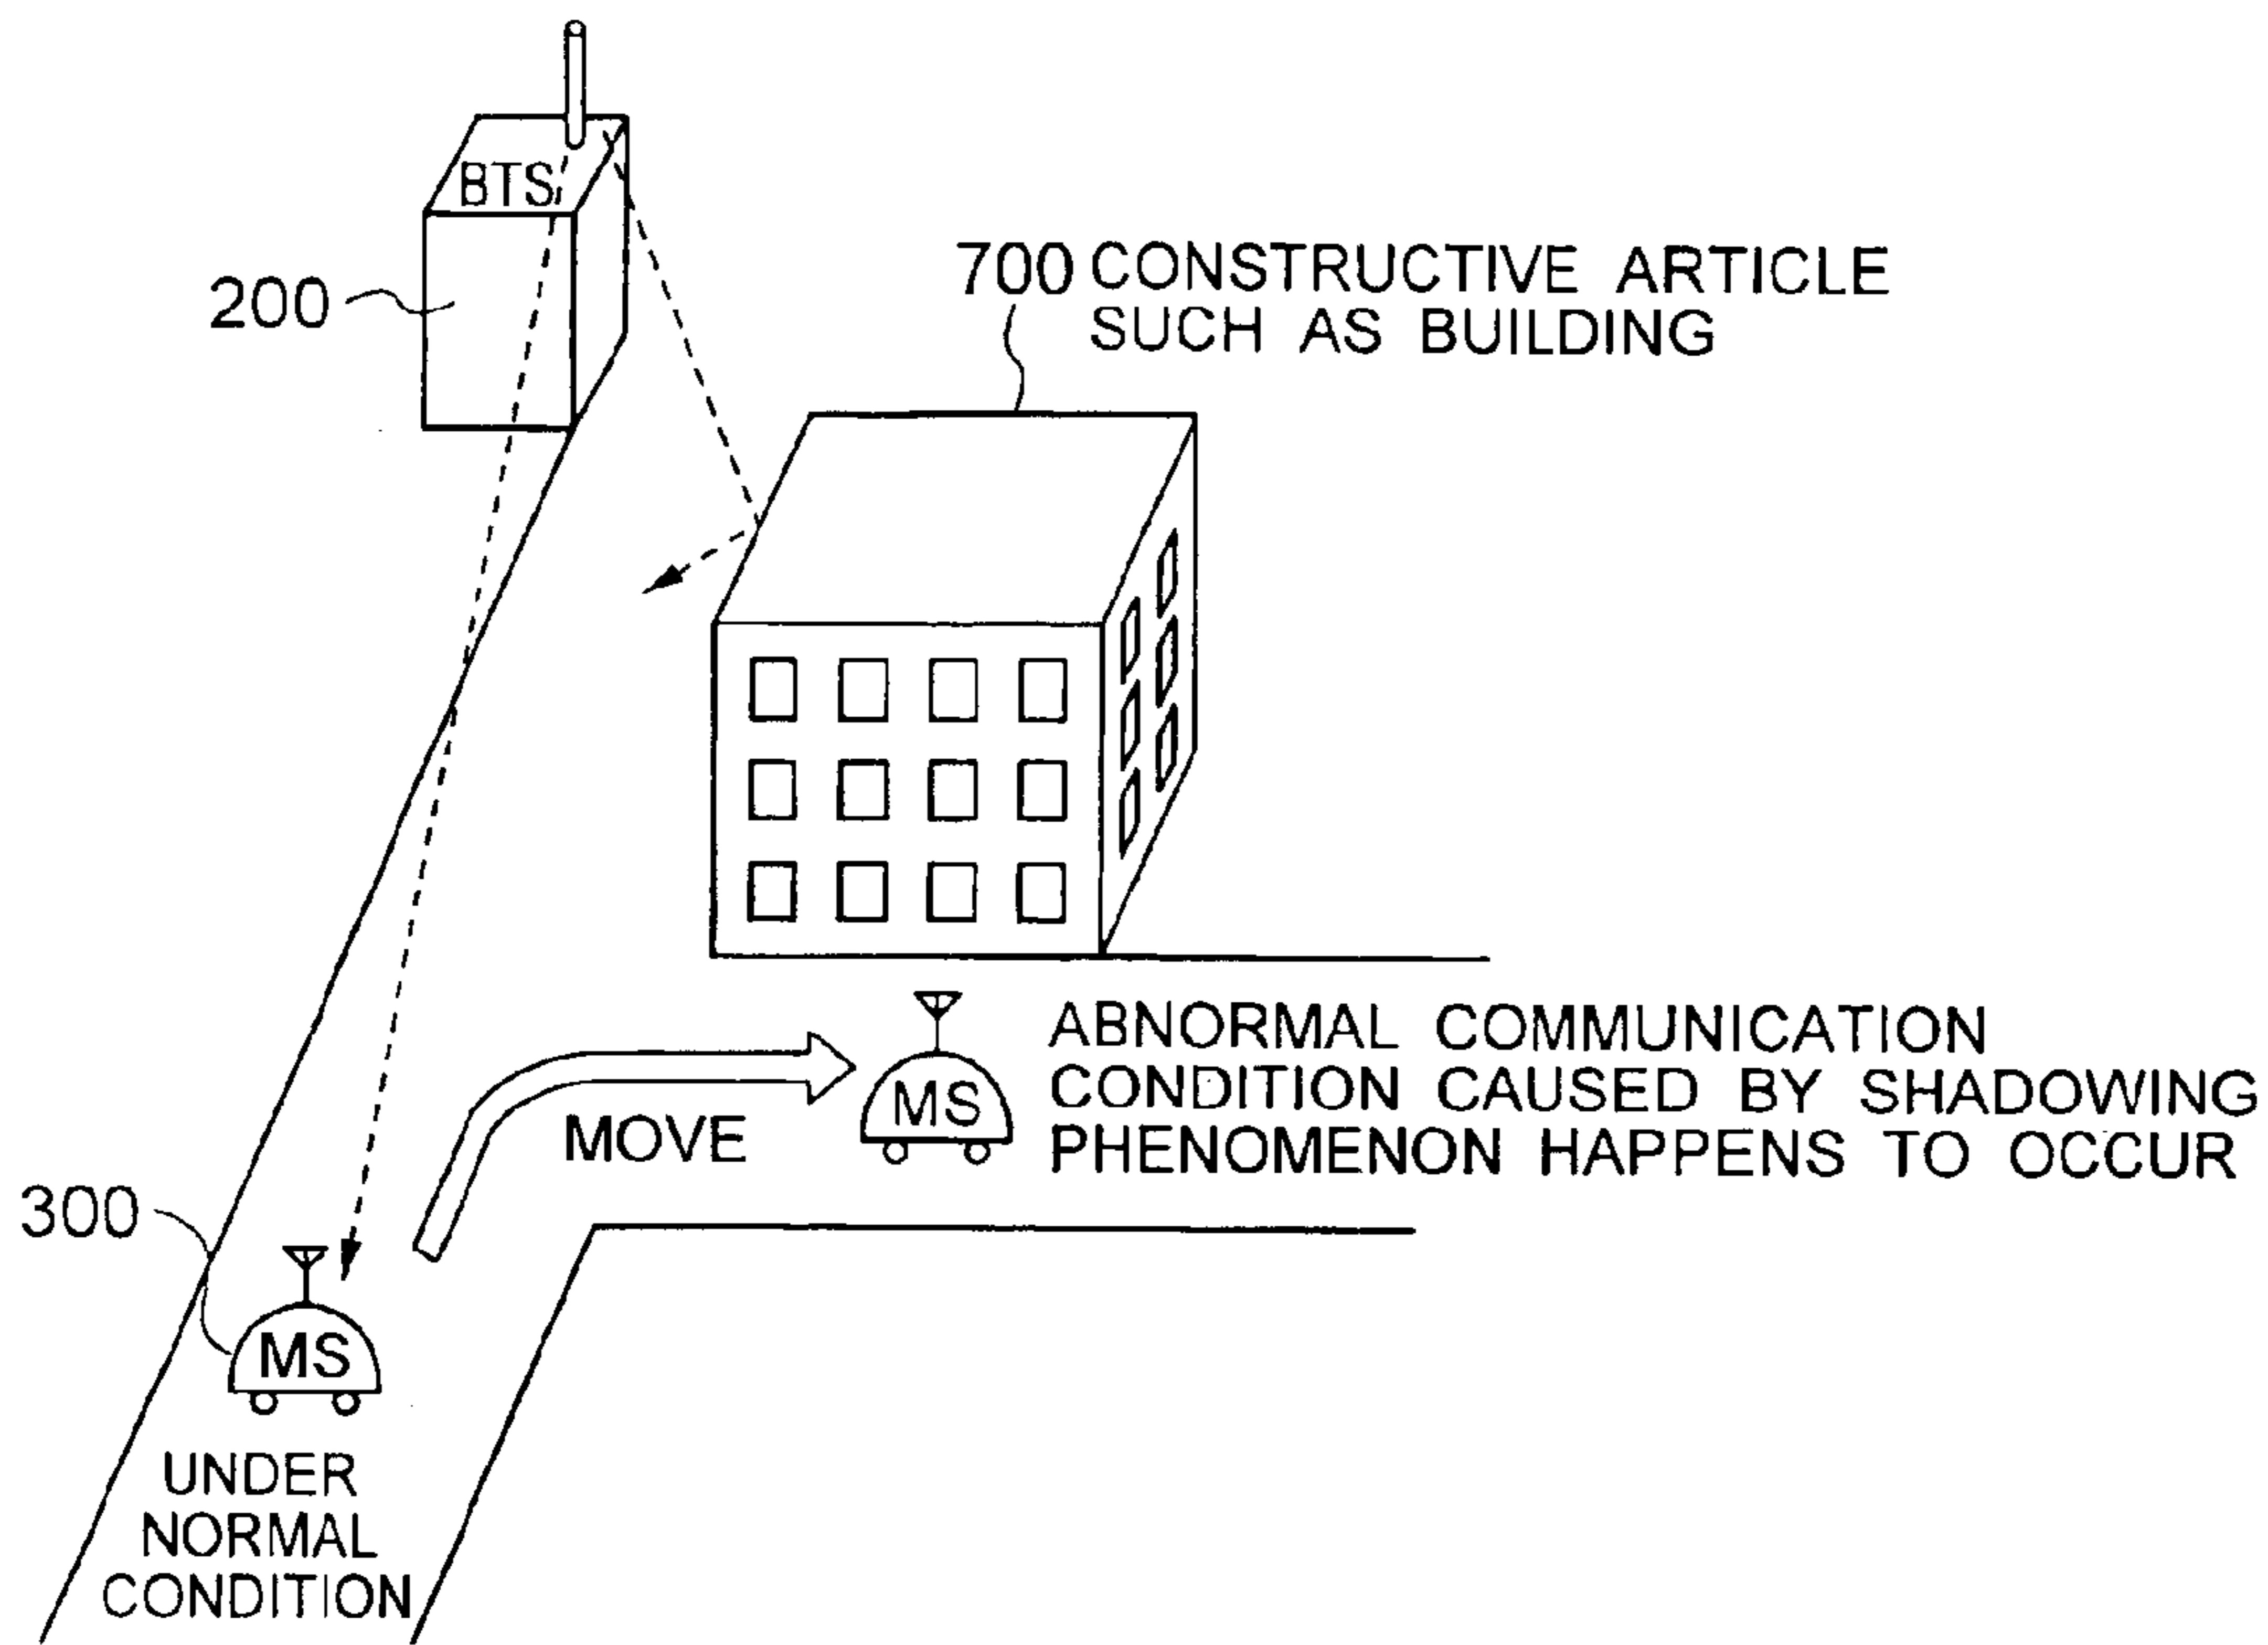 BTS
200
700 CONSTRUCTIVE ARTICLE
SUCH AS BUILDING
MS
ABNORMAL COMMUNICATION
CONDITION CAUSED BY SHADOWING
PHENOMENON HAPPENS TO OCCUR
MOVE
300
MS
UNDER
NORMAL
CONDITION